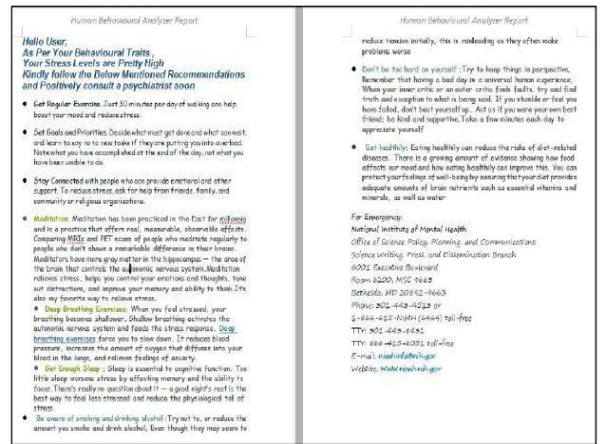 Human Behavioural Analyzer Report
Hello User,
As Per Your Behavioural Traits ,
Your Stress Levels are Pretty High
Kindly follow the Below Mentioned Recommendations
and Positively consult a psychiatrist soon
Get Regular Exercise. Just 30 minutes per day of walking can help
boost your mood and reduce stress.
Set Goals and Priorities. Decide what must get done and what can wait,
and learn to say no to new tasks if they are putting you into overload.
Note what you have accomplished at the end of the day, not what you
have been unable to do.
Stay Connected with people who can provide emotional and other
support. To reduce stress, ask for help from friends, family, and
community or religious organizations.
Meditation: Meditation has been practiced in the East for millennia
and in a practice that offers real, measurable, observable effects.
Comparing MRIs and PET scans of people who meditate regularly to
people who don't shows a remarkable difference in their brains.
Meditators have more gray matter in the hippocampus — the area of
the brain that controls the autonomic nervous system.Meditation
relieves stress, helps you control your emotions and thoughts, tune
out distractions, and improve your memory and ability to think.It's
also my favorite way to relieve stress.
Deep Breathing Exercises: When you feel stressed, your
breathing becomes shallower. Shallow breathing activates the
autonomic nervous system and feeds the stress response. Deep
breathing exercises force you to slow down. It reduces blood
pressure, increases the amount of oxygen that diffuses into your
blood in the lungs, and relieves feelings of anxiety.
Get Enough Sleep : Sleep is essential to cognitive function. Too
little sleep worsens stress by affecting memory and the ability to
focus. There's really no question about it — a good night's rest is the
best way to feel less stressed and reduce the physiological toll of
stress.
Be aware of smoking and drinking alcohol : Try not to, or reduce the
amount you smoke and drink alcohol, Even though they may seem to
Human Behavioural Analyzer Report
reduce tension initially, this is misleading as they often make
problems worse
Don't be too hard on yourself : Try to keep things in perspective.
Remember that having a bad day is a universal human experience.
When your inner critic or an outer critic finds faults, try and find
truth and exception to what is being said. If you stumble or feel you
have failed, don't beat yourself up. Act as if you were your own best
friend; be kind and supportive. Take a few minutes each day to
appreciate yourself
Eat healthily: Eating healthily can reduce the risks of diet-related
diseases. There is a growing amount of evidence showing how food
affects our mood and how eating healthily can improve this. You can
protect your feelings of well-being by ensuring that your diet provides
adequate amounts of brain nutrients such as essential vitamins and
minerals, as well as water
For Emergency:
National Institute of Mental Health
Office of Science Policy, Planning, and Communications
Science Writing, Press, and Dissemination Branch
6001 Executive Boulevard
Room 6200, MSC 9663
Bethesda, MD 20892-9663
Phone: 301-443-4513 or
1-866-615-NIMH (6464) toll-free
TTY: 301-443-8431
TTY: 866-415-8051 toll-free
E-mail: nimhinfo@nih.gov
Website: www.nimh.nih.gov